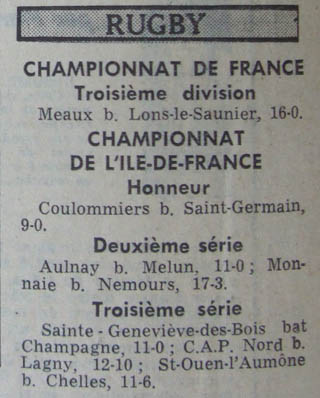 RUGBY
CHAMPIONNAT DE FRANCE
Troisième division
Meaux b. Lons-le-Saunier, 16-0.
CHAMPIONNAT
DE L'ILE-DE-FRANCE
Honneur
Coulommiers b. Saint-Germain,
9-0.
Deuxième série
Aulnay b. Melun, 11-0 ; Mon-
naie b. Nemours, 17-3.
Troisième série
Sainte - Geneviève-des-Bois bat
Champagne, 11-0 ; C.A.P. Nord b.
Lagny, 12-10 ; St-Ouen-l'Aumône
b. Chelles, 11-6.